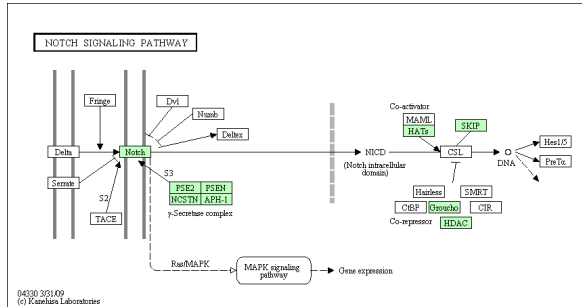 NOTCH SIGNALING PATHWAY
Fringe
Dvl
Numb
Deltex
Delta
Notch
Serrate
S2
TACE
S3
PSE2 PSEN
NCSTN APH-1
γ-Secretase complex
NICD
(Notch intracellular
domain)
Co-activator
MAML
HATs
SKIP
CSL
DNA
Hes1/5
PreTα
Hairless SMRT
CtBP Groucho CIR
Co-repressor HDAC
Ras/MAPK
MAPK signaling
pathway
Gene expression
04330 3/31/09
(c) Kanehisa Laboratories